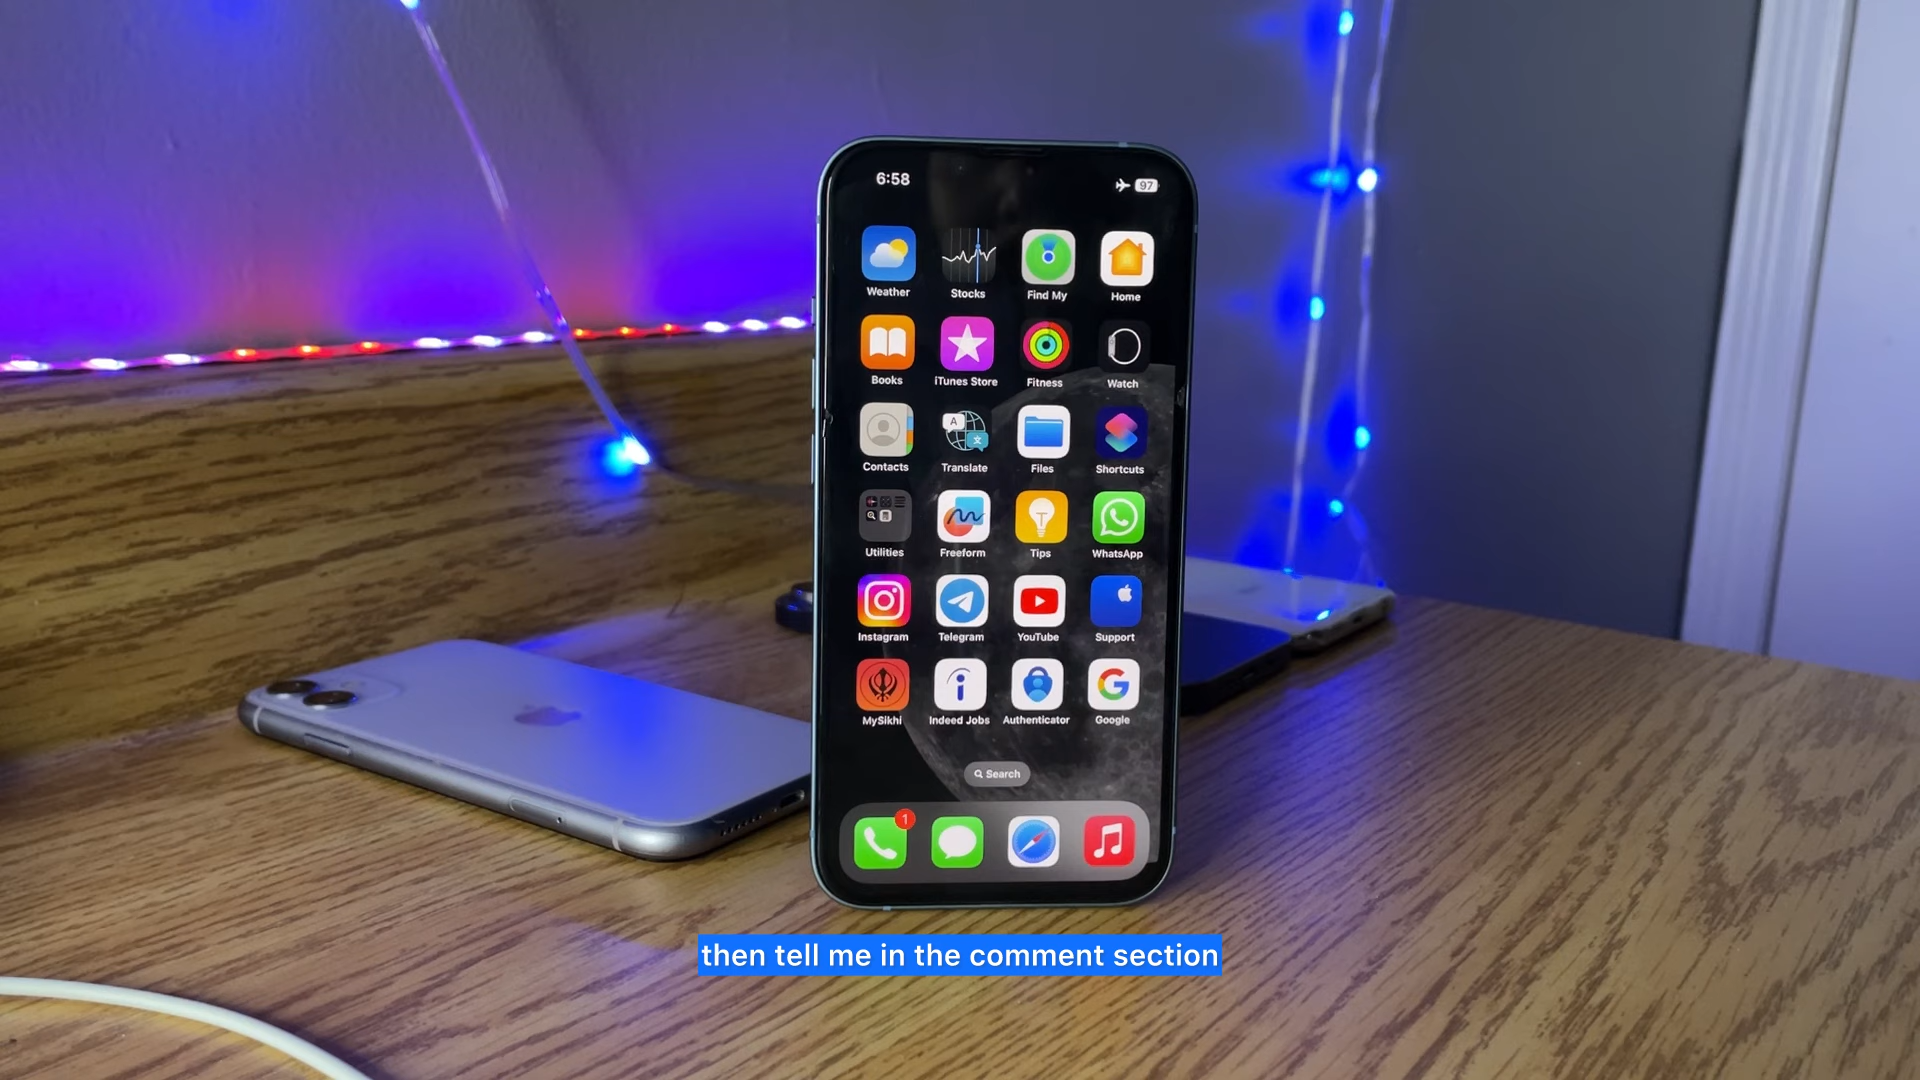 6:58
97
Weather Stocks Find My Home
Books iTunes Store Fitness Watch
Contacts Translate Files Shortcuts
Utilities Freeform Tips WhatsApp
Instagram Telegram YouTube Support
MySikhi Indeed Jobs Authenticator Google
Search
1
then tell me in the comment section